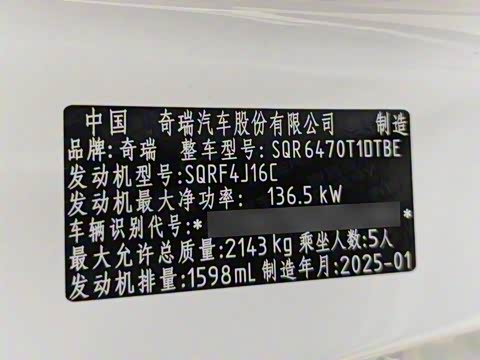 中国 奇瑞汽车股份有限公司 制造
品牌:奇瑞 整车型号:SQR6470T1DTBE
发动机型号:SQRF4J16C
发动机最大净功率: 136.5 kW
车辆识别代号:* *
最大允许总质量:2143kg 乘坐人数:5人
发动机排量:1598mL 制造年月:2025-01